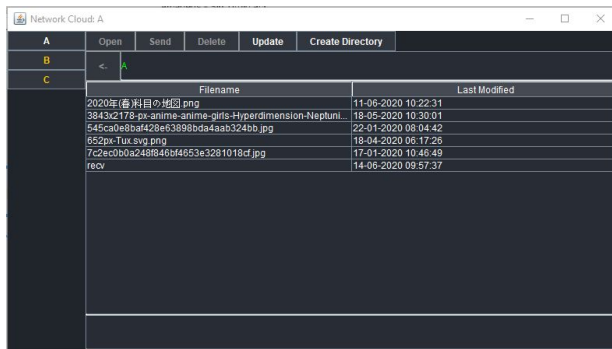 Network Cloud: A
A
Open Send Delete Update Create Directory
B
<. A
C
Filename Last Modified
2020年(春)科目の地図.png 11-06-2020 10:22:31
3843x2178-px-anime-anime-girls-Hyperdimension-Neptuni... 18-05-2020 10:30:01
545ca0e8baf428e63898bda4aab324bb.jpg 22-01-2020 08:04:42
652px-Tux.svg.png 18-04-2020 06:17:26
7c2ec0b0a248f846bf4653e3281018cf.jpg 17-01-2020 10:46:49
recv 14-06-2020 09:57:37